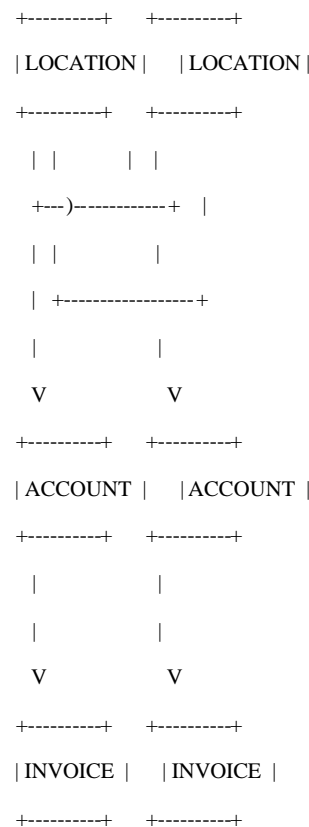 +----------+ +----------+
| LOCATION | | LOCATION |
+----------+ +----------+
| | | |
+---)-------------+ |
| | |
| +------------------+
| |
V V
+----------+ +----------+
| ACCOUNT | | ACCOUNT |
+----------+ +----------+
| |
| |
V V
+----------+ +----------+
| INVOICE | | INVOICE |
+----------+ +----------+